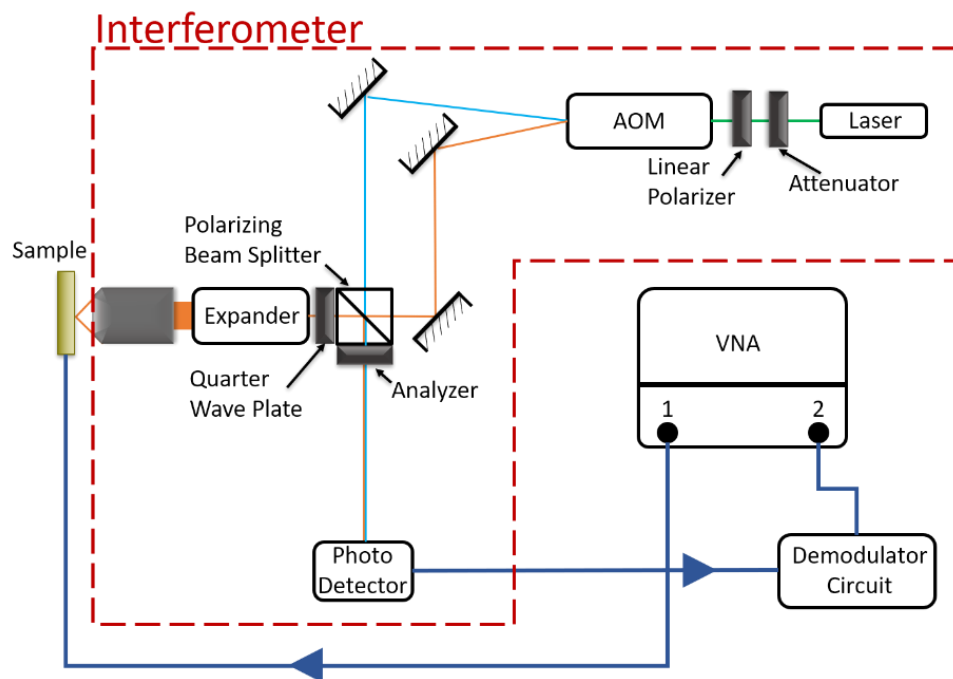 Interferometer
AOM
Laser
Linear
Polarizer
Attenuator
Polarizing
Beam Splitter
Sample
Expander
VNA
Quarter
Wave Plate
Analyzer
1
2
Photo
Detector
Demodulator
Circuit